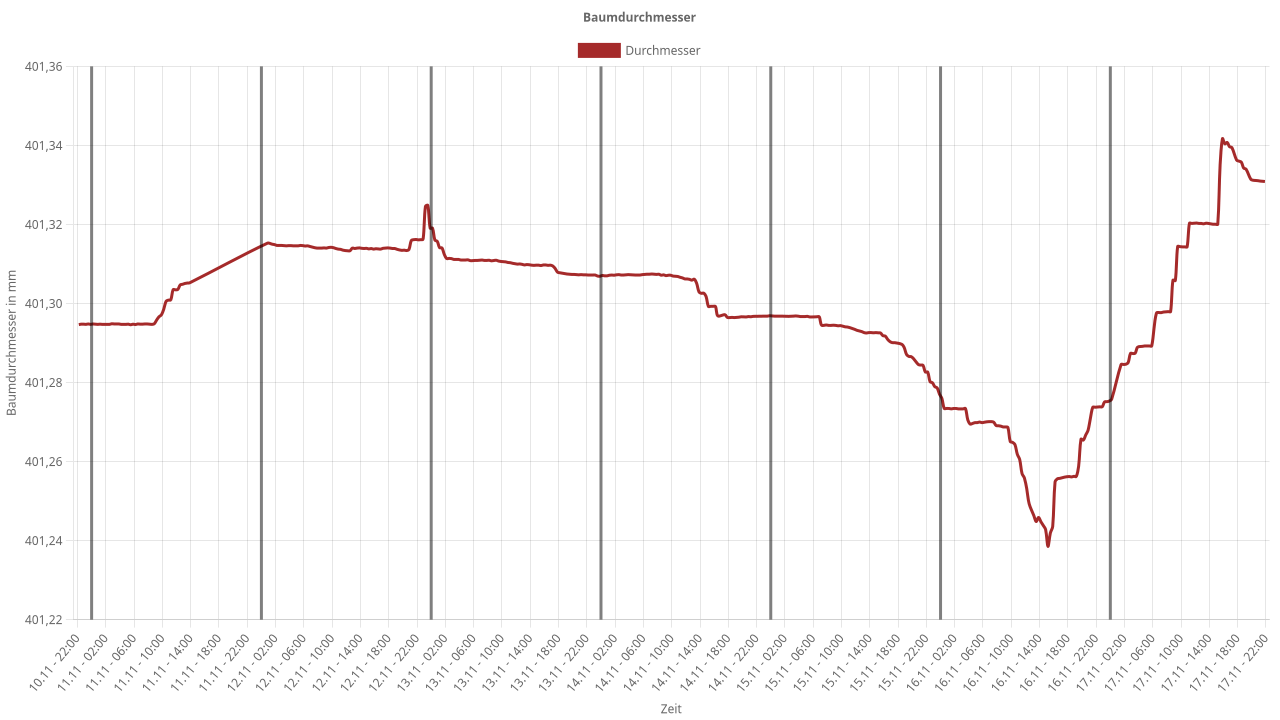 Baumdurchmesser
Durchmesser
401,36
401,34
401,32
401,30
401,28
401,26
401,24
401,22
Baumdurchmesser in mm
10.11 - 22:00
11.11 - 02:00
11.11 - 06:00
11.11 - 10:00
11.11 - 14:00
11.11 - 18:00
11.11 - 22:00
12.11 - 02:00
12.11 - 06:00
12.11 - 10:00
12.11 - 14:00
12.11 - 18:00
12.11 - 22:00
13.11 - 02:00
13.11 - 06:00
13.11 - 10:00
13.11 - 14:00
13.11 - 18:00
13.11 - 22:00
14.11 - 02:00
14.11 - 06:00
14.11 - 10:00
14.11 - 14:00
14.11 - 18:00
14.11 - 22:00
15.11 - 02:00
15.11 - 06:00
15.11 - 10:00
15.11 - 14:00
15.11 - 18:00
15.11 - 22:00
16.11 - 02:00
16.11 - 06:00
16.11 - 10:00
16.11 - 14:00
16.11 - 18:00
16.11 - 22:00
17.11 - 02:00
17.11 - 06:00
17.11 - 10:00
17.11 - 14:00
17.11 - 18:00
17.11 - 22:00
Zeit